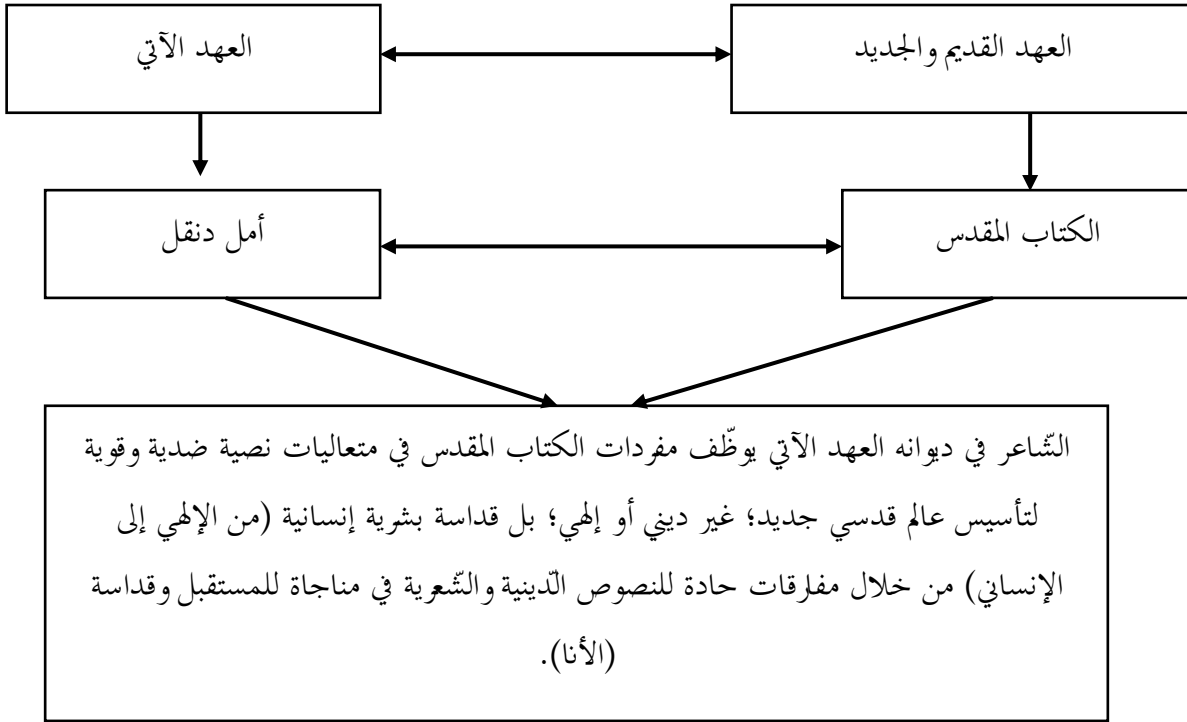 العهد القديم والجديد
العهد الآتي
الكتاب المقدس
أمل دنقل
الشّاعر في ديوانه العهد الآتي يوظّف مفردات الكتاب المقدس في متعاليات نصية ضدية وقوية
لتأسيس عالم قدسي جديد؛ غير ديني أو إلهي؛ بل قداسة بشرية إنسانية (من الإلهي إلى
الإنساني) من خلال مفارقات حادة للنصوص الدّينية والشّعرية في مناجاة للمستقبل وقداسة
(الأنا).